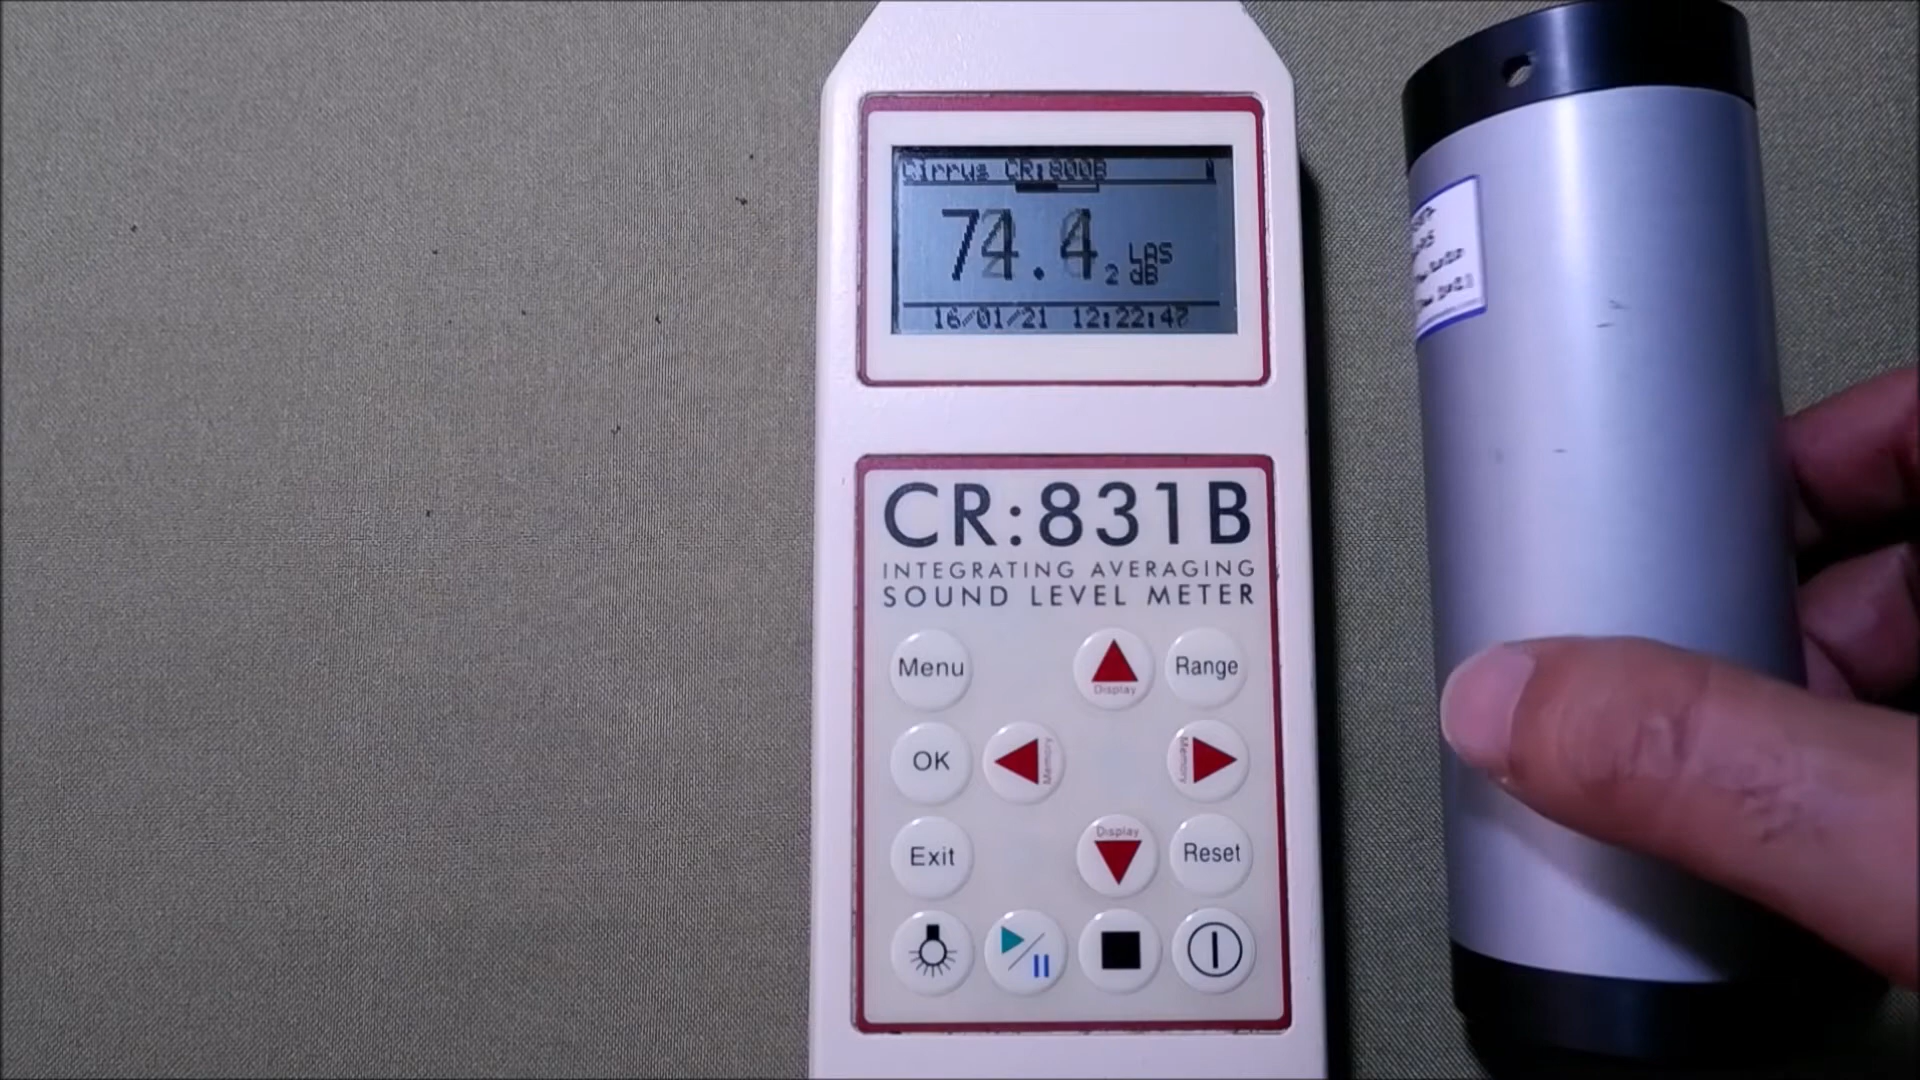 Cirrus CR:800B
74.4 LAS
2 dB
16/01/21 12:22:47
CR:831B
INTEGRATING AVERAGING
SOUND LEVEL METER
Menu
Display
Range
OK
Memory
Memory
Exit
Display
Reset